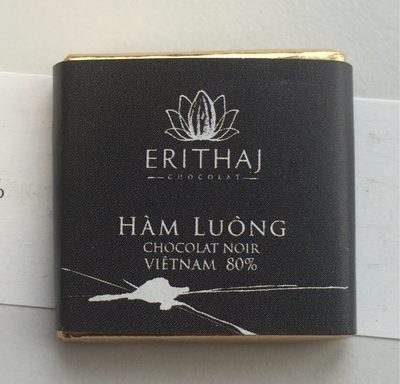 ERITHAJ
CHOCOLAT
HÀM LUÔNG
CHOCOLAT NOIR
VIÊTNAM 80%